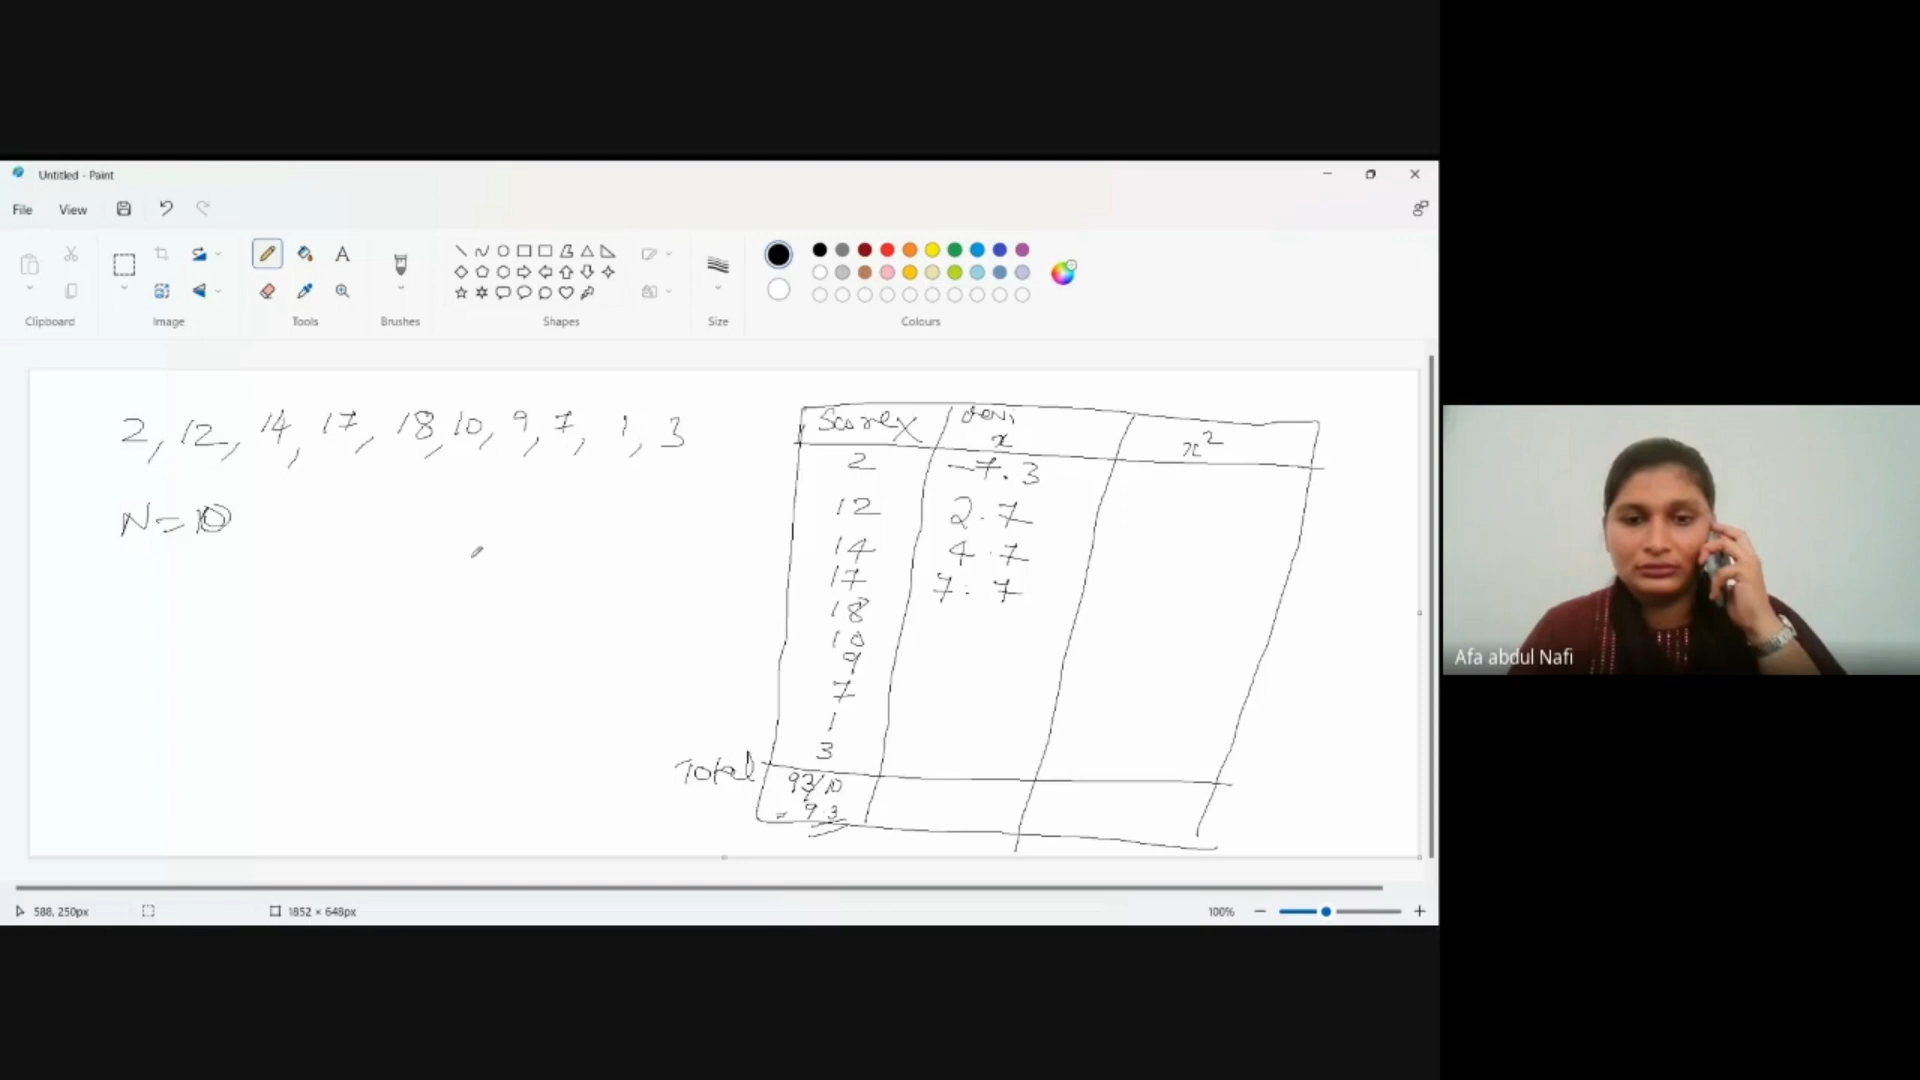 Untitled - Paint
File View
Clipboard Image Tools Brushes Shapes Size Colours
2, 12, 14, 17, 18, 10, 9, 7, 1, 3
N = 10
Score X devi x x²
2 -7.3
12 2.7
14 4.7
17 7.7
18
10
9
7
1
3
Total 93/10
= 9.3
588, 250px 1852 × 648px 100%
Afa abdul Nafi